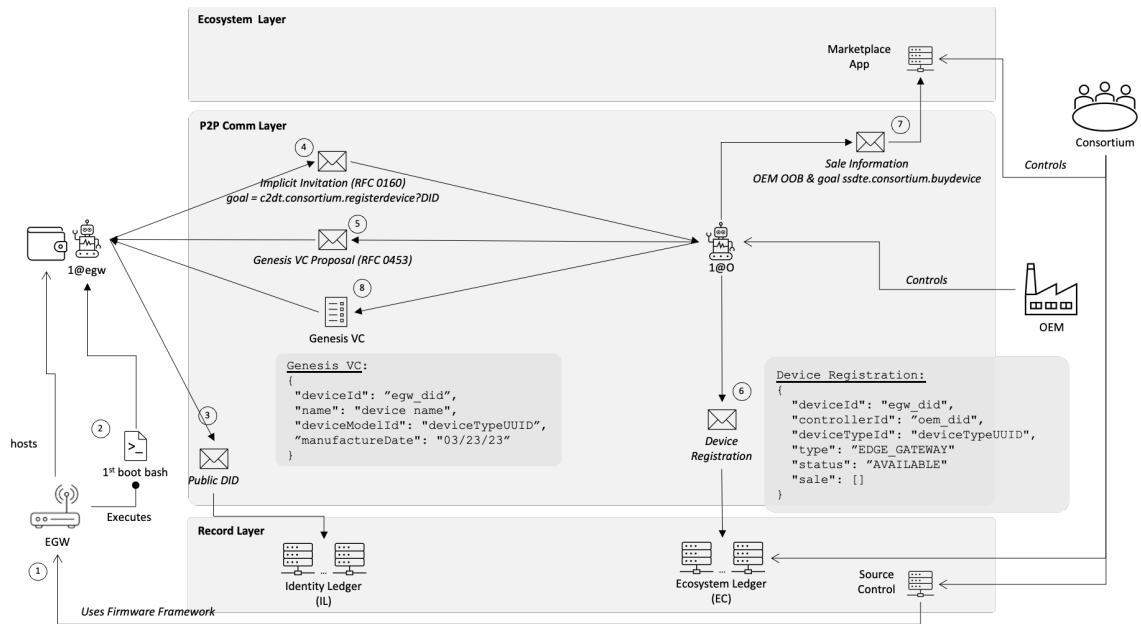 Ecosystem Layer
Marketplace
App
Consortium
P2P Comm Layer
7
Sale Information
OEM OOB & goal ssdte.consortium.buydevice
Controls
4
Implicit Invitation (RFC 0160)
goal = c2dt.consortium.registerdevice?DID
5
Genesis VC Proposal (RFC 0453)
1@egw
1@O
Controls
OEM
8
Genesis VC
Genesis VC:
{
"deviceId": ”egw_did”,
"name": "device name”,
"deviceModelId": "deviceTypeUUID”,
”manufactureDate": "03/23/23”
}
Device Registration:
{
"deviceId": "egw_did",
"controllerId": ”oem_did",
"deviceTypeId": "deviceTypeUUID",
"type": ”EDGE_GATEWAY"
"status": ”AVAILABLE"
"sale": []
}
6
Device
Registration
3
Public DID
hosts
2
1st boot bash
Executes
EGW
1
Record Layer
...
Identity Ledger
(IL)
...
Ecosystem Ledger
(EC)
Source
Control
Uses Firmware Framework